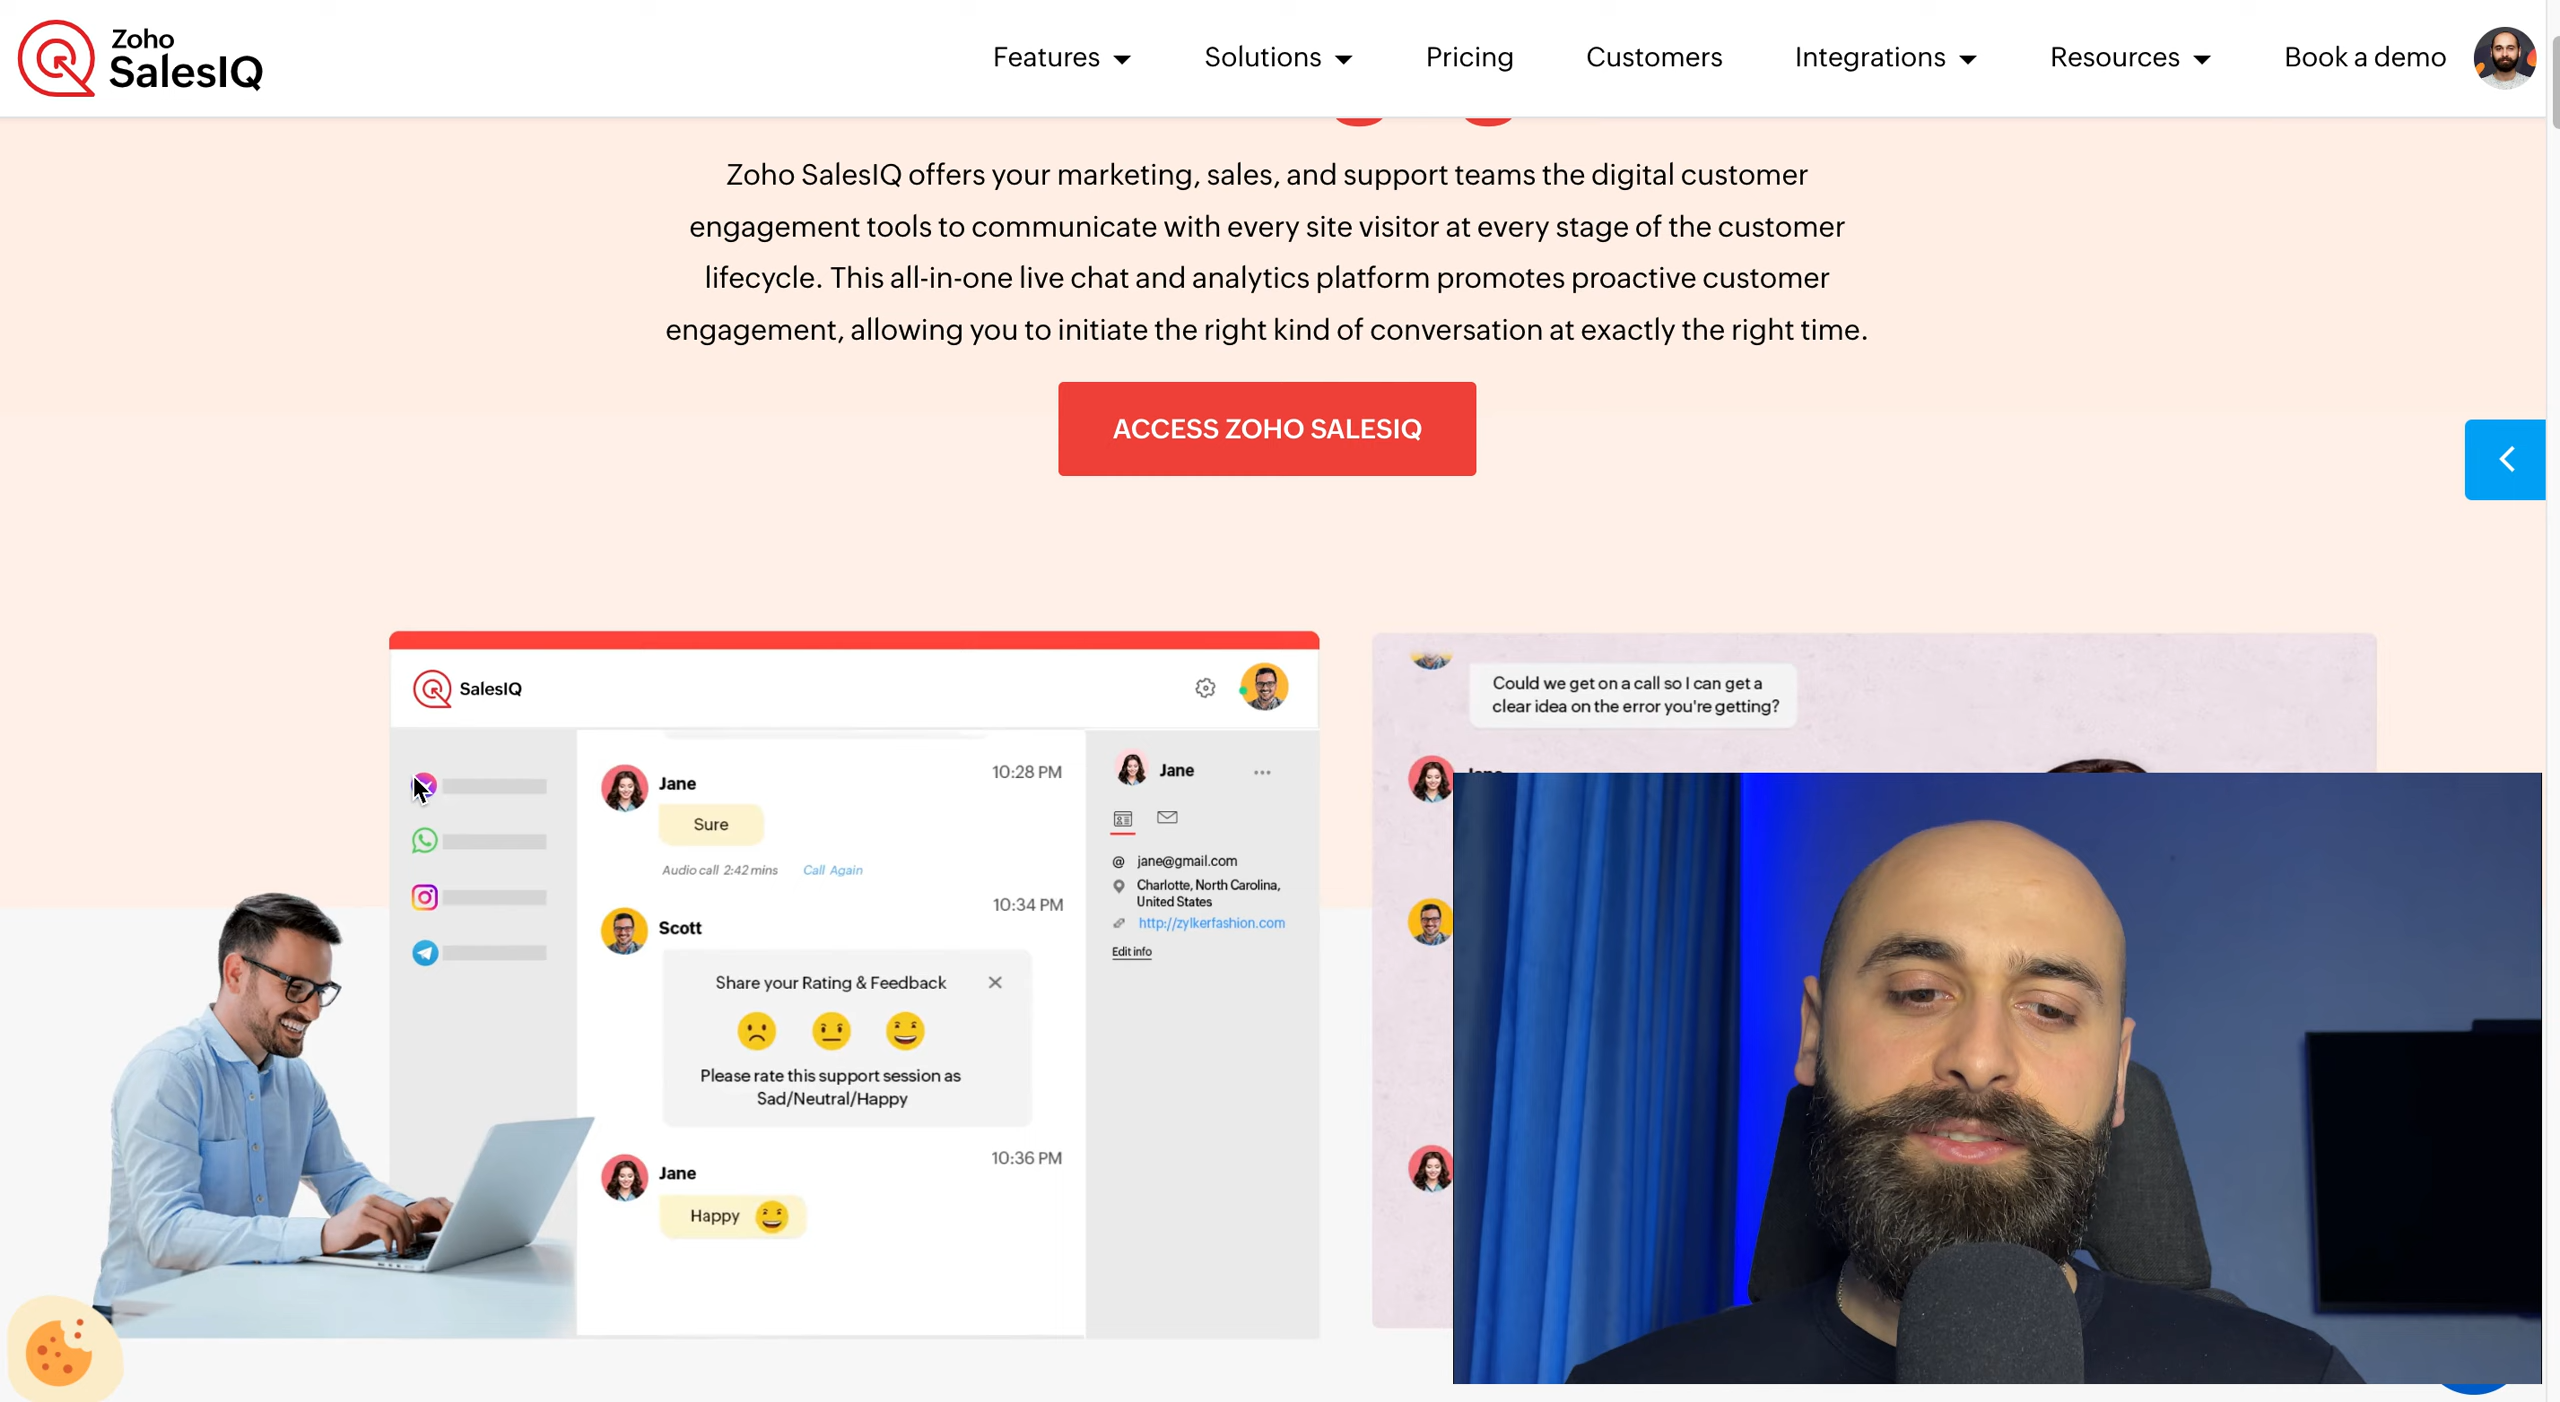 Zoho
SalesIQ
Features
Solutions
Pricing
Customers
Integrations
Resources
Book a demo
Zoho SalesIQ offers your marketing, sales, and support teams the digital customer
engagement tools to communicate with every site visitor at every stage of the customer
lifecycle. This all-in-one live chat and analytics platform promotes proactive customer
engagement, allowing you to initiate the right kind of conversation at exactly the right time.
ACCESS ZOHO SALESIQ
SalesIQ
Jane
10:28 PM
Sure
Audio call 2:42 mins Call Again
Scott
10:34 PM
Share your Rating & Feedback
Please rate this support session as
Sad/Neutral/Happy
Jane
10:36 PM
Happy
Jane
@ jane@gmail.com
Charlotte, North Carolina,
United States
http://zylkerfashion.com
Edit info
Could we get on a call so I can get a
clear idea on the error you're getting?